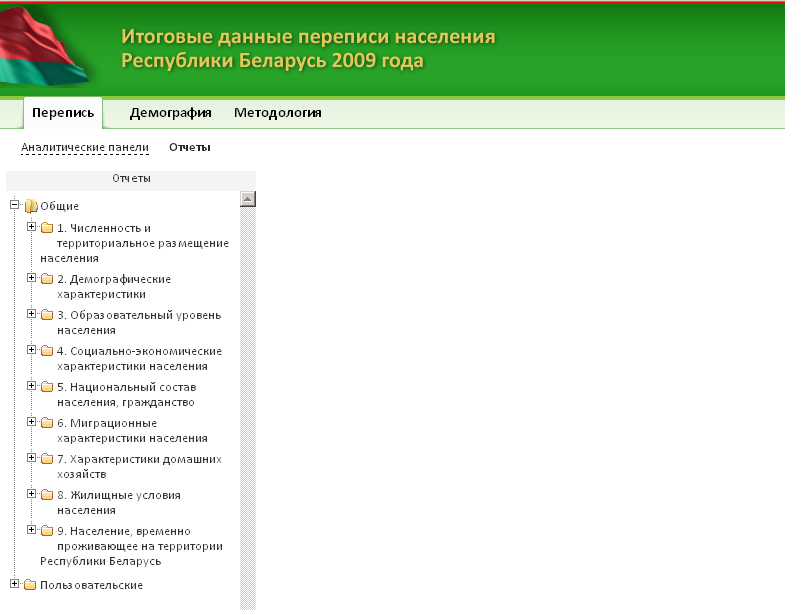 Итоговые данные переписи населения
Республики Беларусь 2009 года
Перепись Демография Методология
Аналитические панели Отчеты
Отчеты
Общие
1. Численность и
территориальное размещение
населения
2. Демографические
характеристики
3. Образовательный уровень
населения
4. Социально-экономические
характеристики населения
5. Национальный состав
населения, гражданство
6. Миграционные
характеристики населения
7. Характеристики домашних
хозяйств
8. Жилищные условия
населения
9. Население, временно
проживающее на территории
Республики Беларусь
Пользовательские